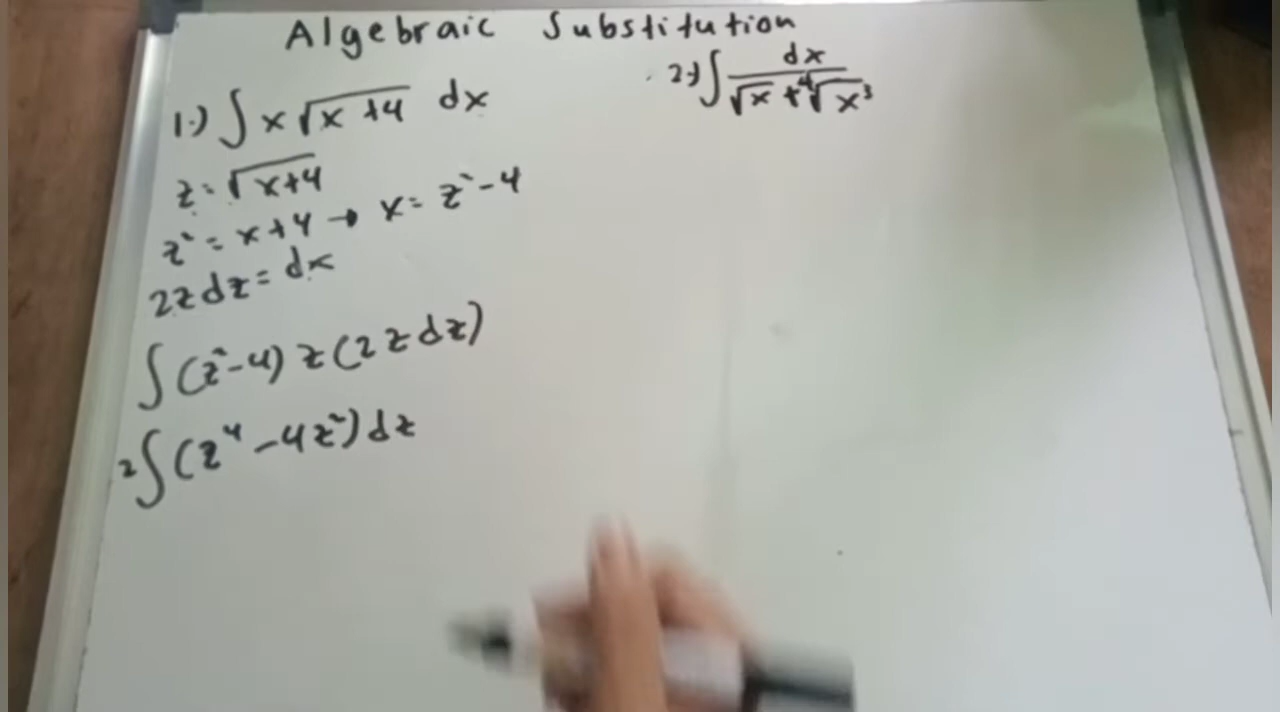 Algebraic Substitution
1.) ∫ x √(x+4) dx
z = √(x+4)
z² = x+4 → x = z² - 4
2z dz = dx
∫ (z² - 4) z (2z dz)
2∫ (z⁴ - 4z²) dz
2.) ∫ dx / (√x + ⁴√x³)